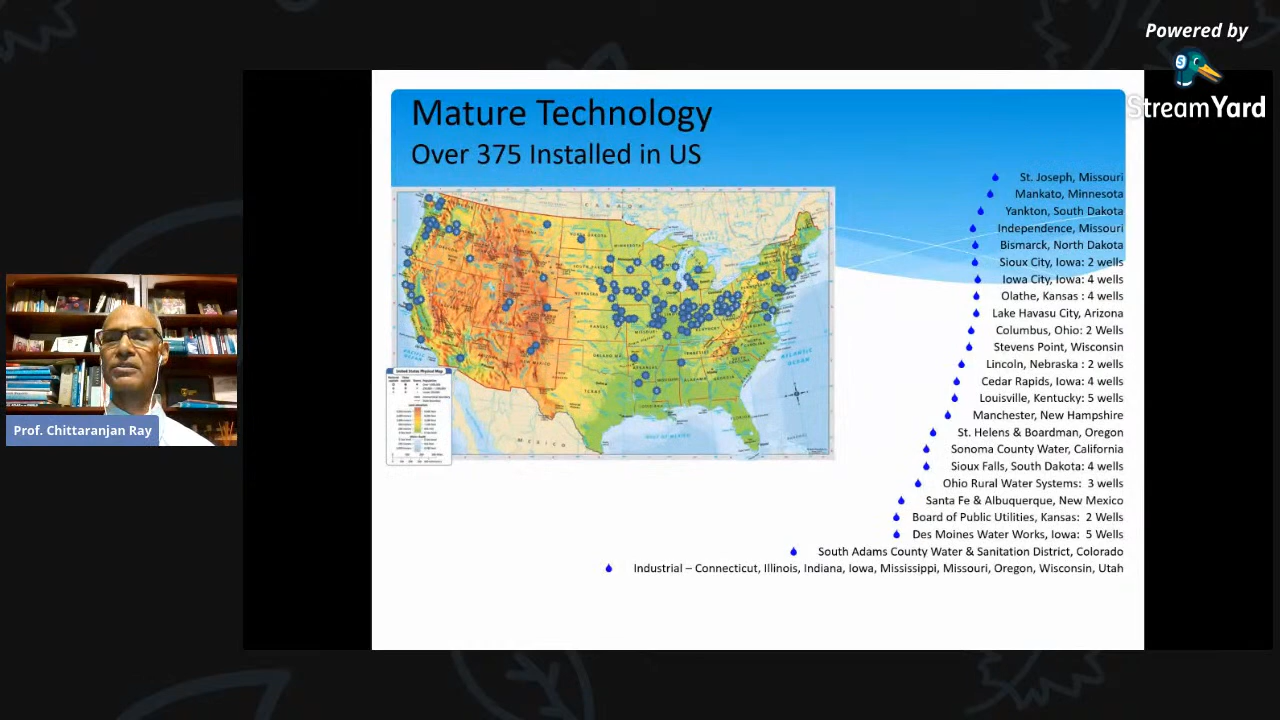 Powered by
StreamYard
Mature Technology
Over 375 Installed in US
St. Joseph, Missouri
Mankato, Minnesota
Yankton, South Dakota
Independence, Missouri
Bismarck, North Dakota
Sioux City, Iowa: 2 wells
Iowa City, Iowa: 4 wells
Olathe, Kansas : 4 wells
Lake Havasu City, Arizona
Columbus, Ohio: 2 Wells
Stevens Point, Wisconsin
Lincoln, Nebraska : 2 wells
Cedar Rapids, Iowa: 4 wells
Louisville, Kentucky: 5 wells
Manchester, New Hampshire
St. Helens & Boardman, Oregon
Sonoma County Water, California
Sioux Falls, South Dakota: 4 wells
Ohio Rural Water Systems: 3 wells
Santa Fe & Albuquerque, New Mexico
Board of Public Utilities, Kansas: 2 Wells
Des Moines Water Works, Iowa: 5 Wells
South Adams County Water & Sanitation District, Colorado
Industrial – Connecticut, Illinois, Indiana, Iowa, Mississippi, Missouri, Oregon, Wisconsin, Utah
CANADA
MEXICO
United States Physical Map
Prof. Chittaranjan Ray